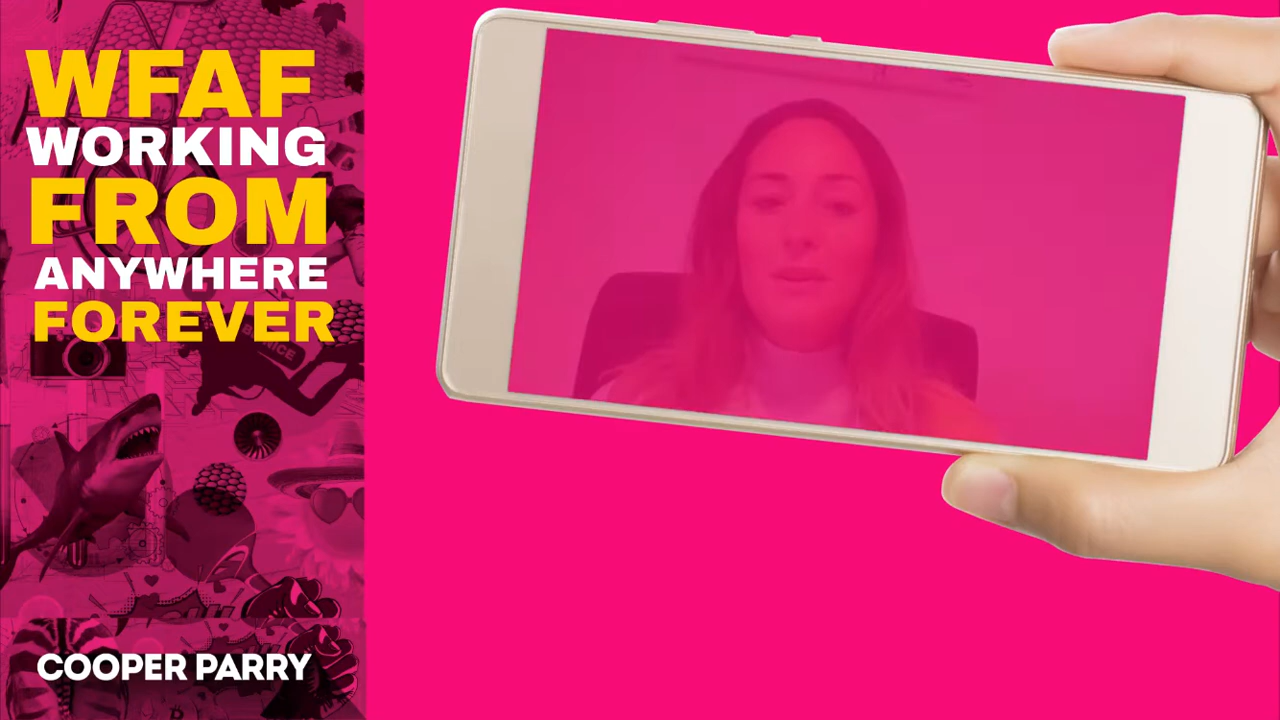 WFAF
WORKING
FROM
ANYWHERE
FOREVER
COOPER PARRY